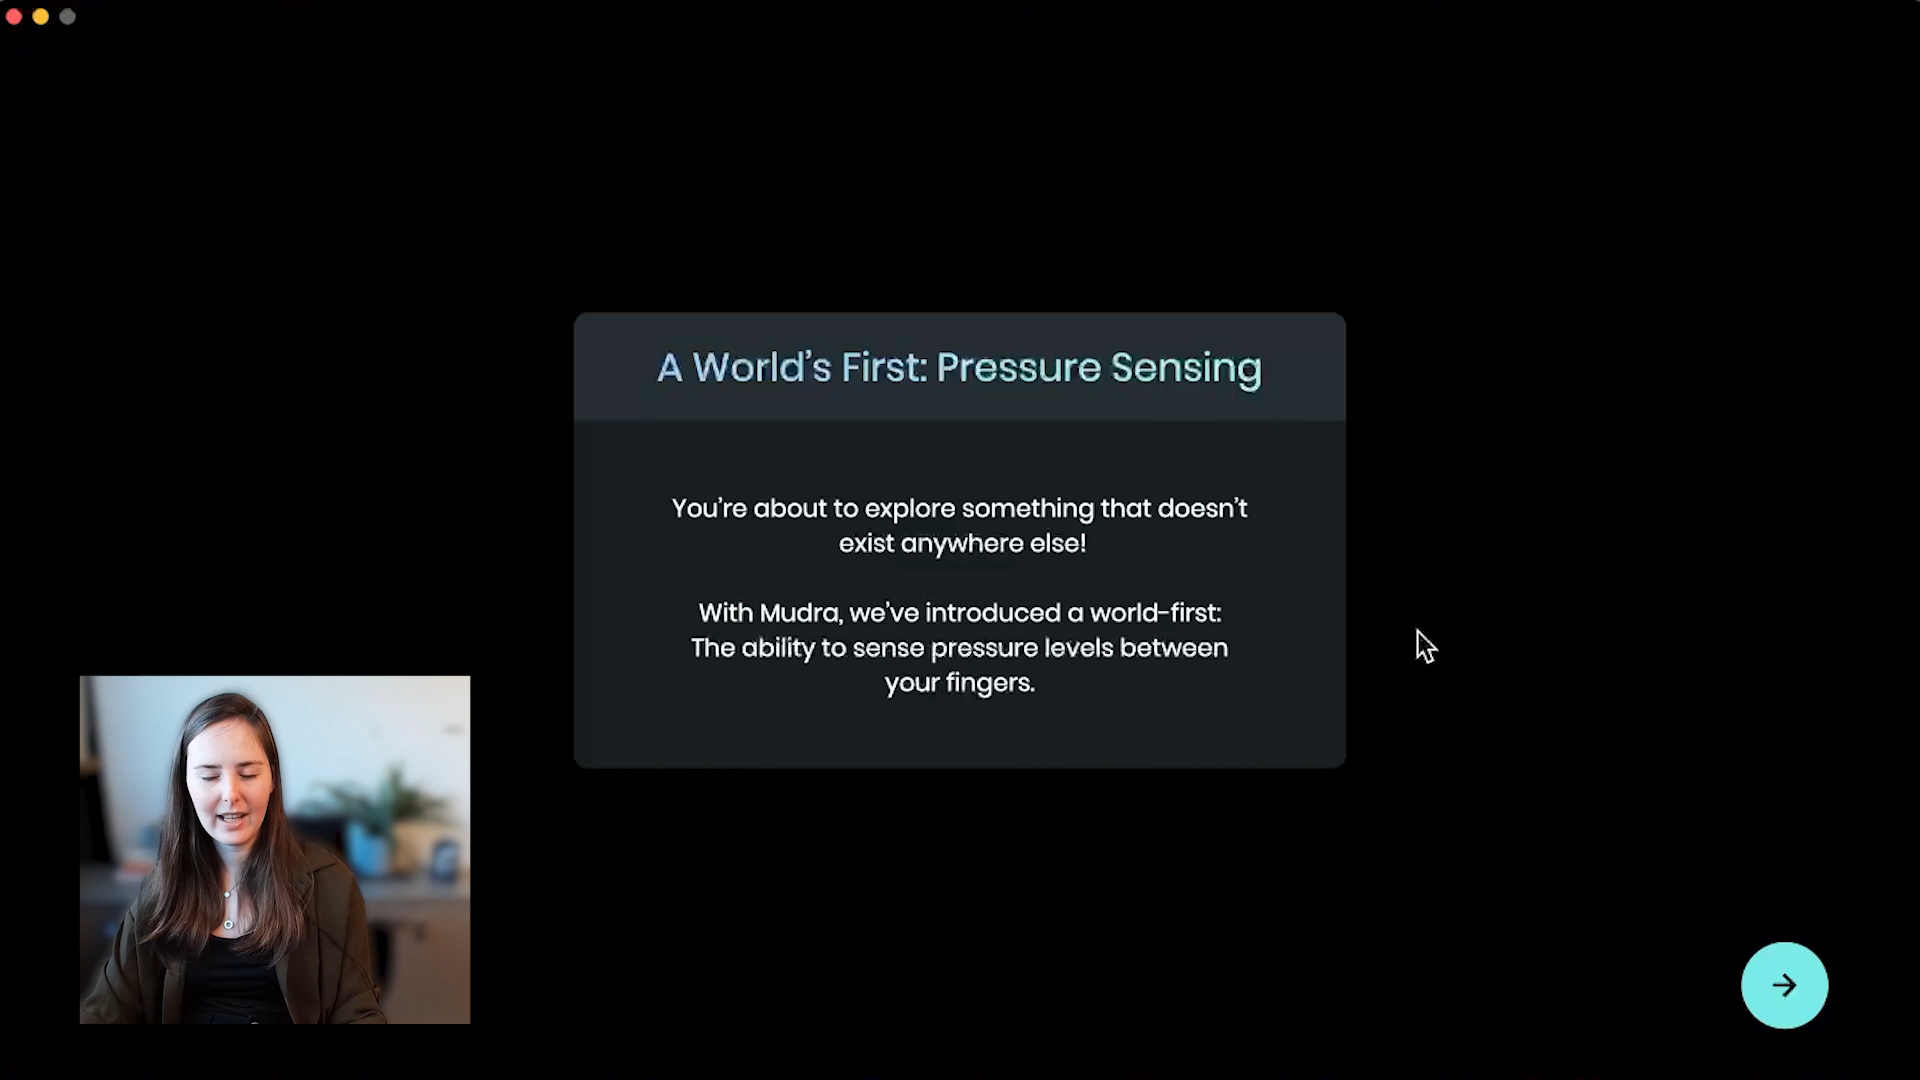 A World's First: Pressure Sensing
You're about to explore something that doesn't
exist anywhere else!
With Mudra, we've introduced a world-first:
The ability to sense pressure levels between
your fingers.